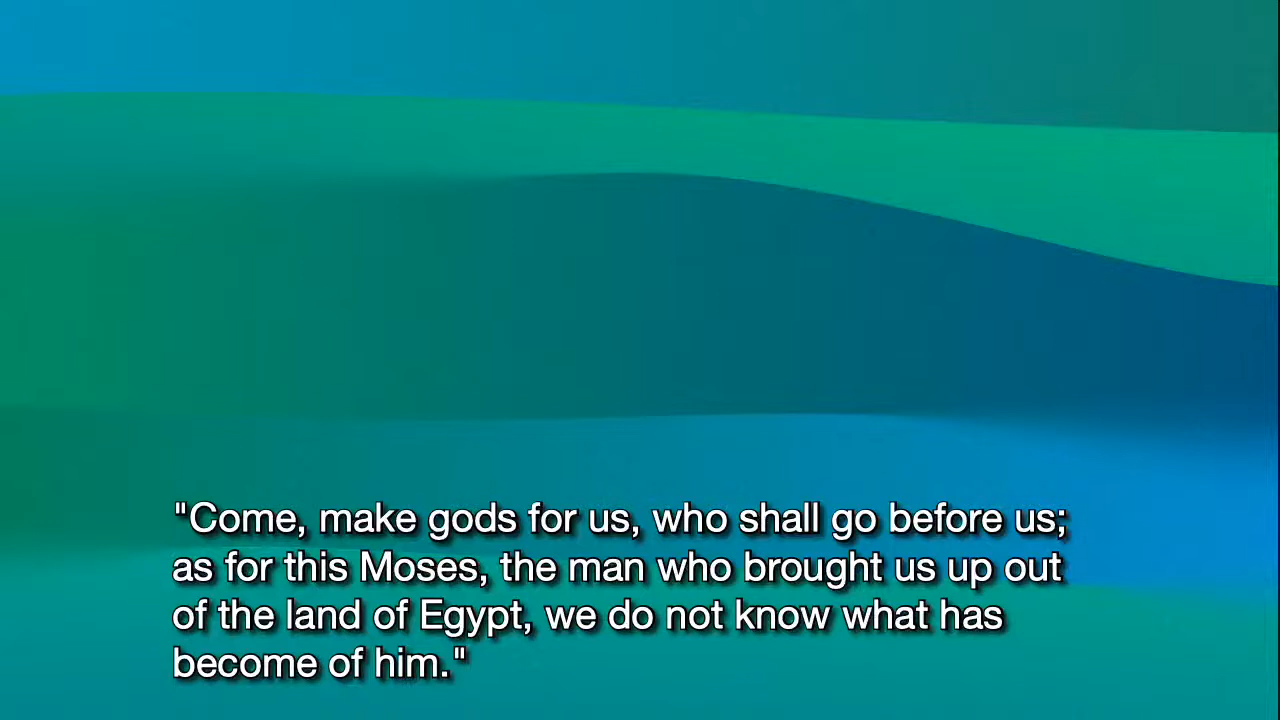 "Come, make gods for us, who shall go before us;
as for this Moses, the man who brought us up out
of the land of Egypt, we do not know what has
become of him."